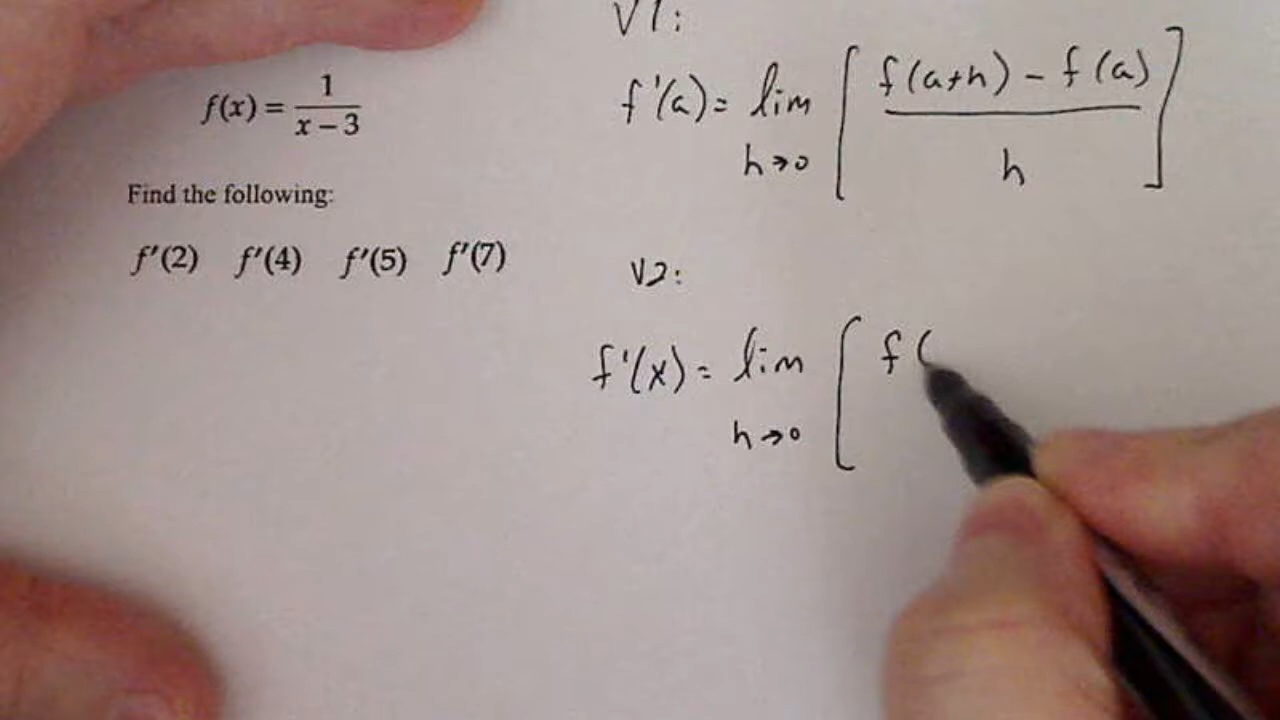 f(x) = 1/(x − 3)
Find the following:
f′(2) f′(4) f′(5) f′(7)
V1:
f'(a) = lim h→0 [ (f(a+h) − f(a)) / h ]
V2:
f'(x) = lim h→0 [ f(